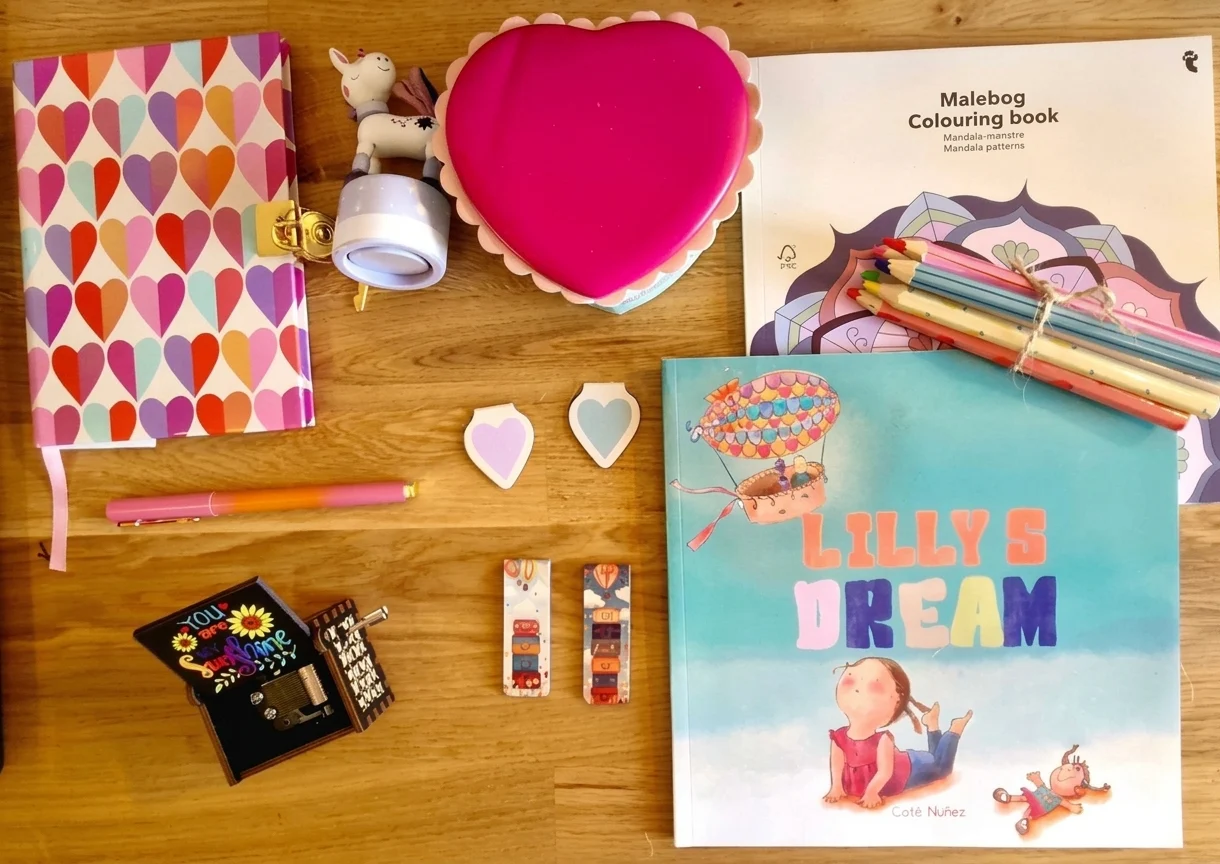 Malebog
Colouring book
Mandala-mønstre
Mandala patterns
FSC
LILLY S
DREAM
Coté Nuñez
YOU
are
MY
Sunshine